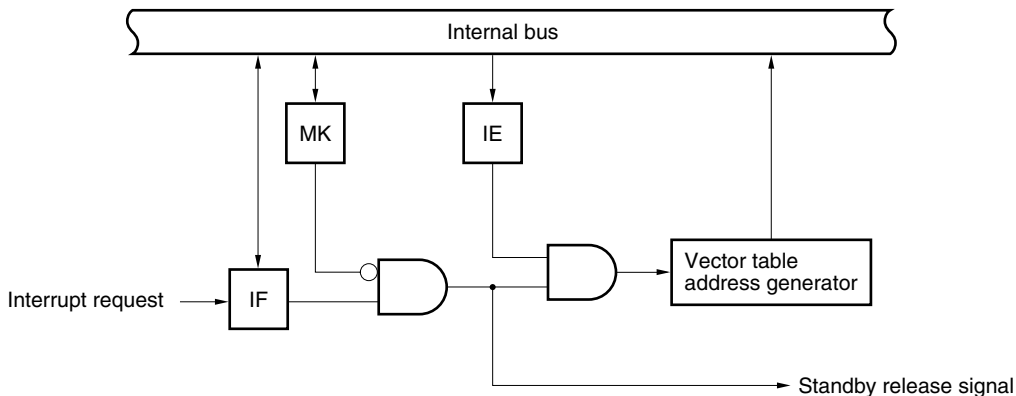 Internal bus
MK
IE
Interrupt request
IF
Vector table
address generator
Standby release signal